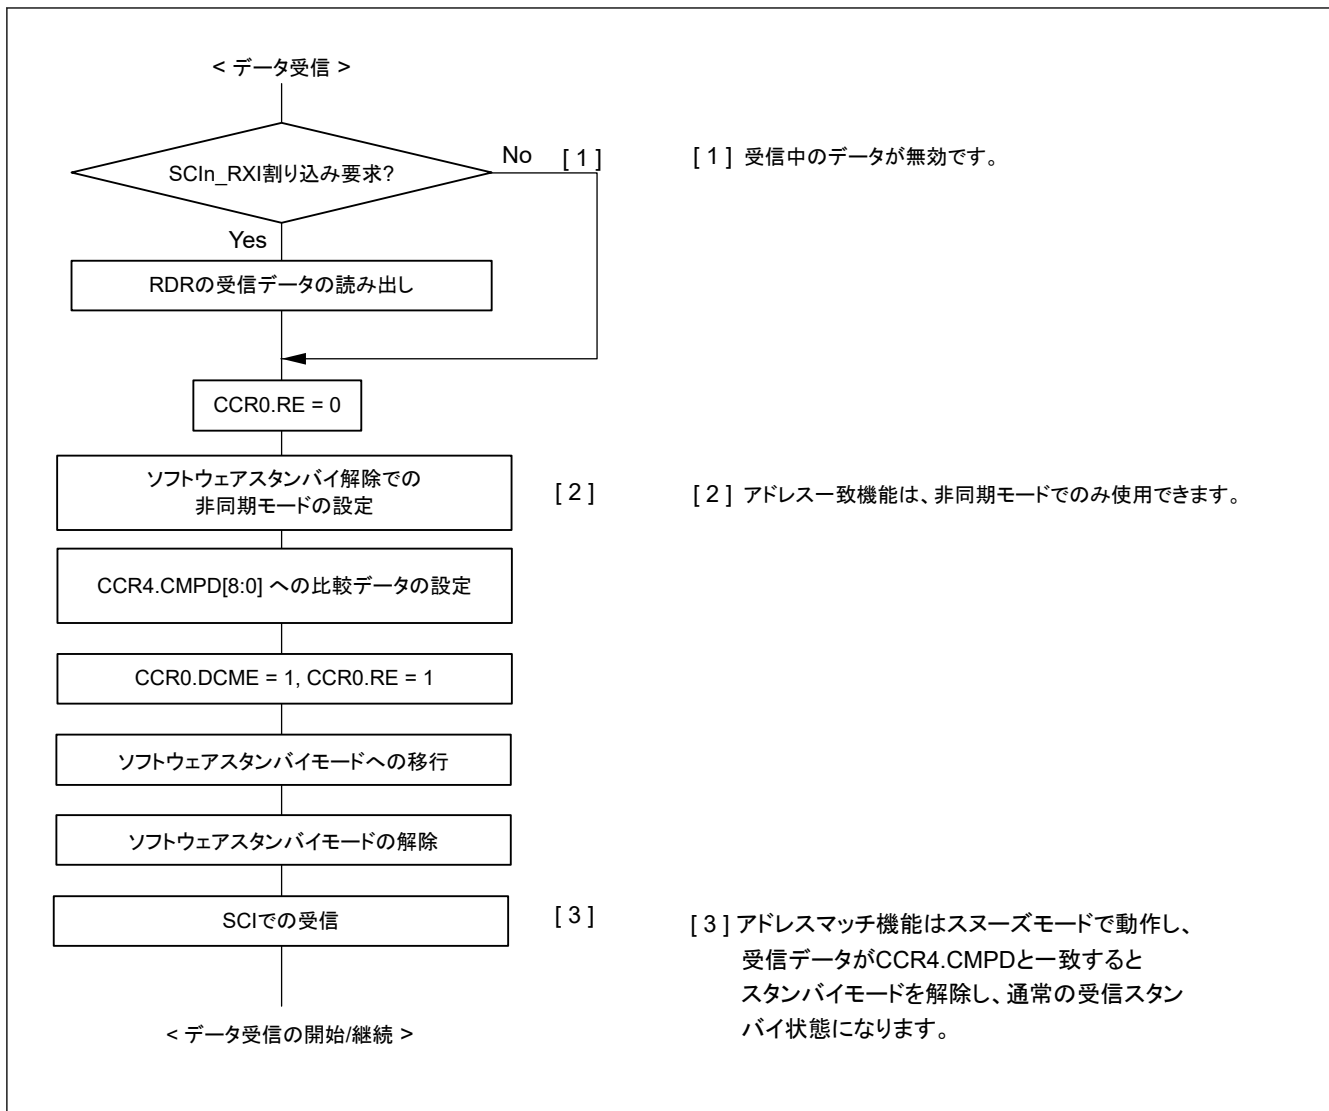 < データ受信 >
SCIn_RXI割り込み要求?
No
[ 1 ]
[ 1 ] 受信中のデータが無効です。
Yes
RDRの受信データの読み出し
CCR0.RE = 0
ソフトウェアスタンバイ解除での
非同期モードの設定
[ 2 ]
[ 2 ] アドレス一致機能は、非同期モードでのみ使用できます。
CCR4.CMPD[8:0] への比較データの設定
CCR0.DCME = 1, CCR0.RE = 1
ソフトウェアスタンバイモードへの移行
ソフトウェアスタンバイモードの解除
SCIでの受信
[ 3 ]
[ 3 ] アドレスマッチ機能はスヌーズモードで動作し、
受信データがCCR4.CMPDと一致すると
スタンバイモードを解除し、通常の受信スタン
バイ状態になります。
< データ受信の開始/継続 >